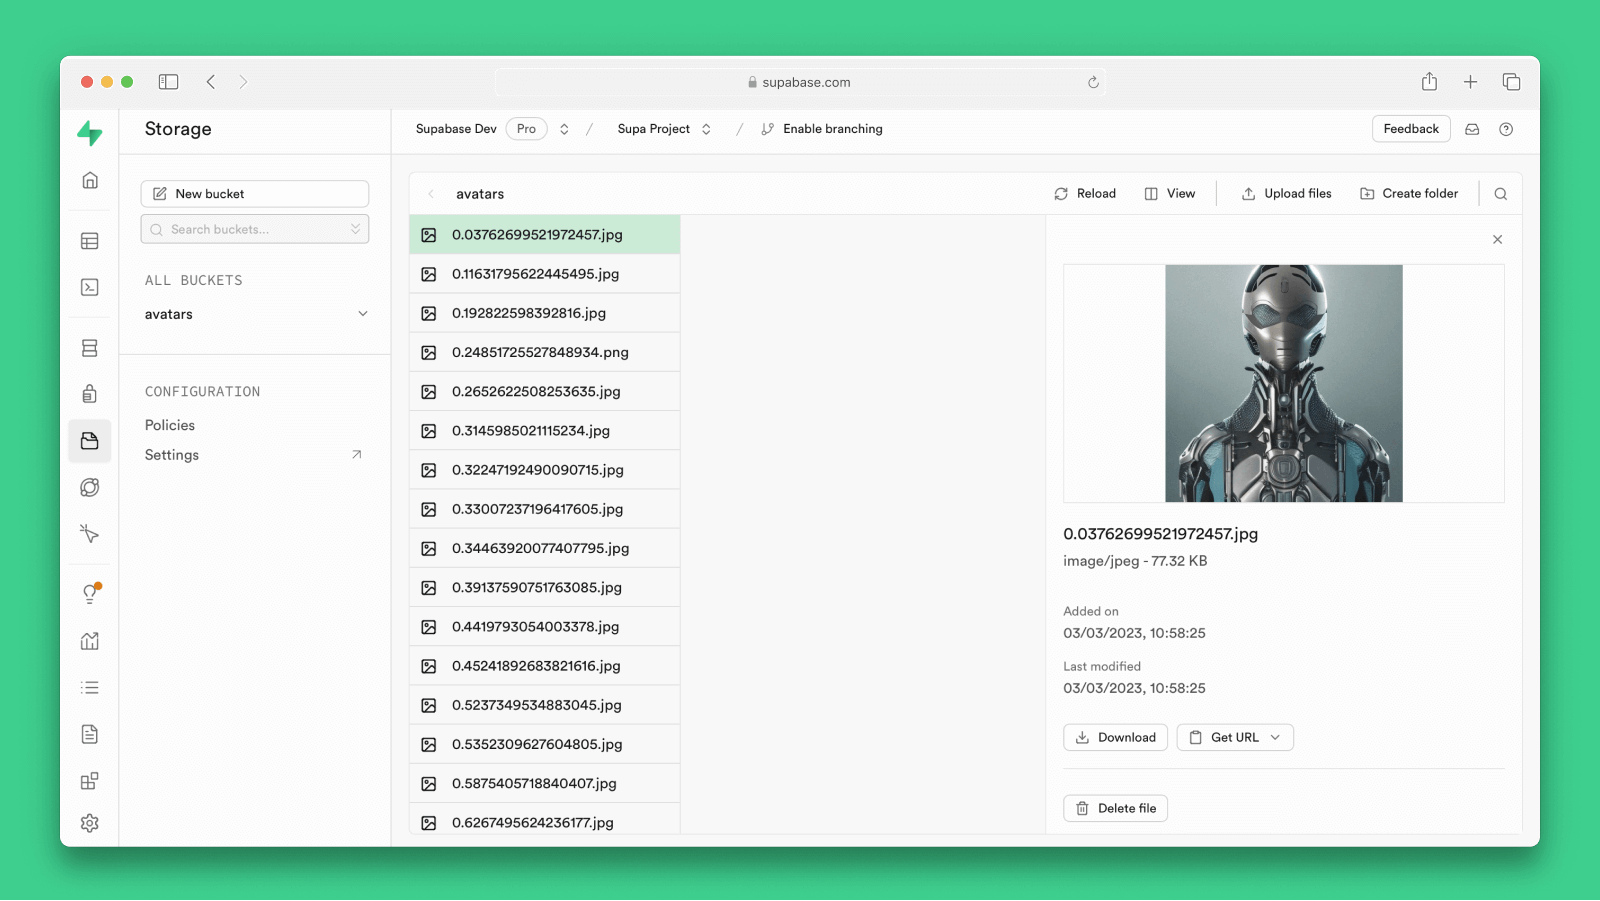 supabase.com
Storage
Supabase Dev Pro / Supa Project / Enable branching
Feedback
New bucket
Search buckets...
ALL BUCKETS
avatars
CONFIGURATION
Policies
Settings
avatars
Reload View Upload files Create folder
0.03762699521972457.jpg
0.11631795622445495.jpg
0.192822598392816.jpg
0.24851725527848934.png
0.2652622508253635.jpg
0.3145985021115234.jpg
0.32247192490090715.jpg
0.33007237196417605.jpg
0.34463920077407795.jpg
0.39137590751763085.jpg
0.4419793054003378.jpg
0.45241892683821616.jpg
0.5237349534883045.jpg
0.5352309627604805.jpg
0.5875405718840407.jpg
0.6267495624236177.jpg
0.03762699521972457.jpg
image/jpeg - 77.32 KB
Added on
03/03/2023, 10:58:25
Last modified
03/03/2023, 10:58:25
Download Get URL
Delete file